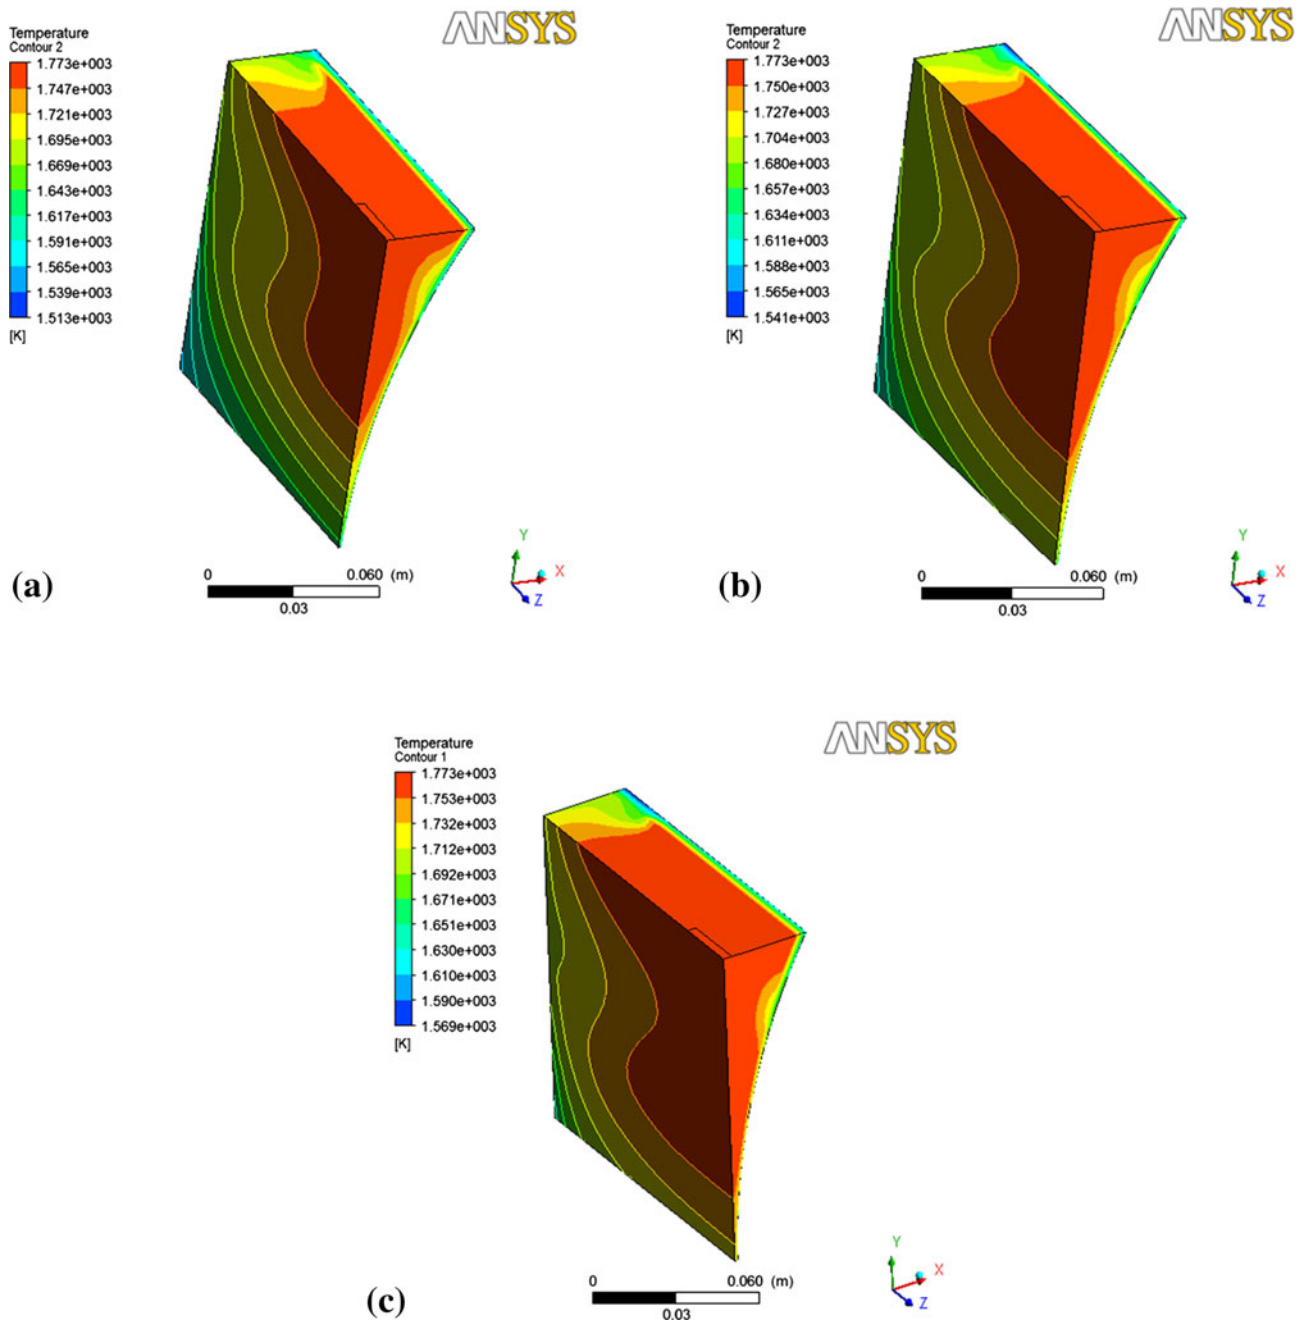 ANSYS
Temperature
Contour 2
1.773e+003
1.747e+003
1.721e+003
1.695e+003
1.669e+003
1.643e+003
1.617e+003
1.591e+003
1.565e+003
1.539e+003
1.513e+003
[K]
Y
X
Z
0 0.060 (m)
0.03
(a)
ANSYS
Temperature
Contour 2
1.773e+003
1.750e+003
1.727e+003
1.704e+003
1.680e+003
1.657e+003
1.634e+003
1.611e+003
1.588e+003
1.565e+003
1.541e+003
[K]
Y
X
Z
0 0.060 (m)
0.03
(b)
ANSYS
Temperature
Contour 1
1.773e+003
1.753e+003
1.732e+003
1.712e+003
1.692e+003
1.671e+003
1.651e+003
1.630e+003
1.610e+003
1.590e+003
1.569e+003
[K]
Y
X
Z
0 0.060 (m)
0.03
(c)